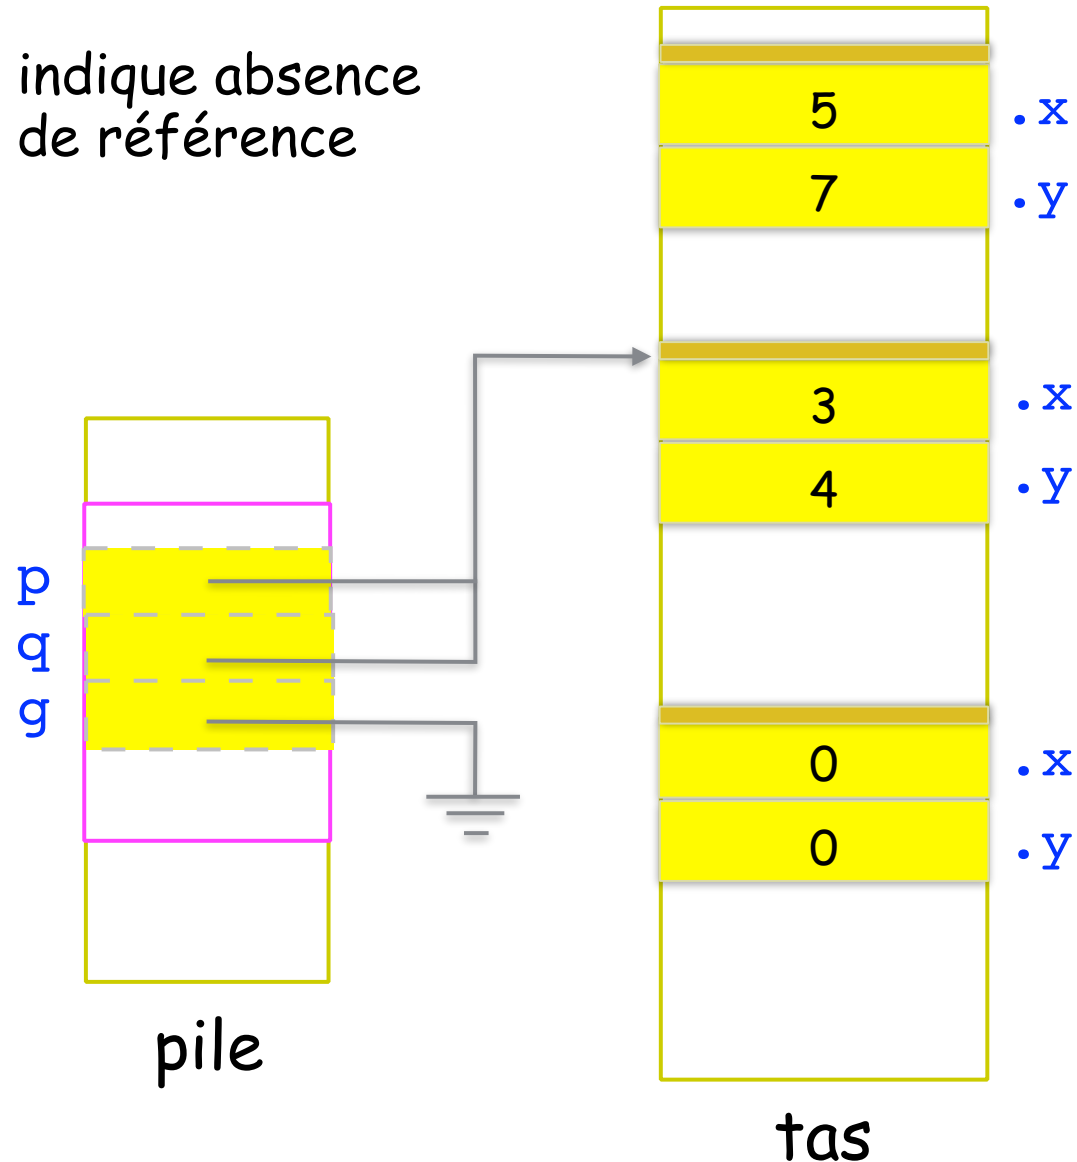 indique absence
de référence
5 .x
7 .y
3 .x
4 .y
p
q
g
0 .x
0 .y
pile
tas